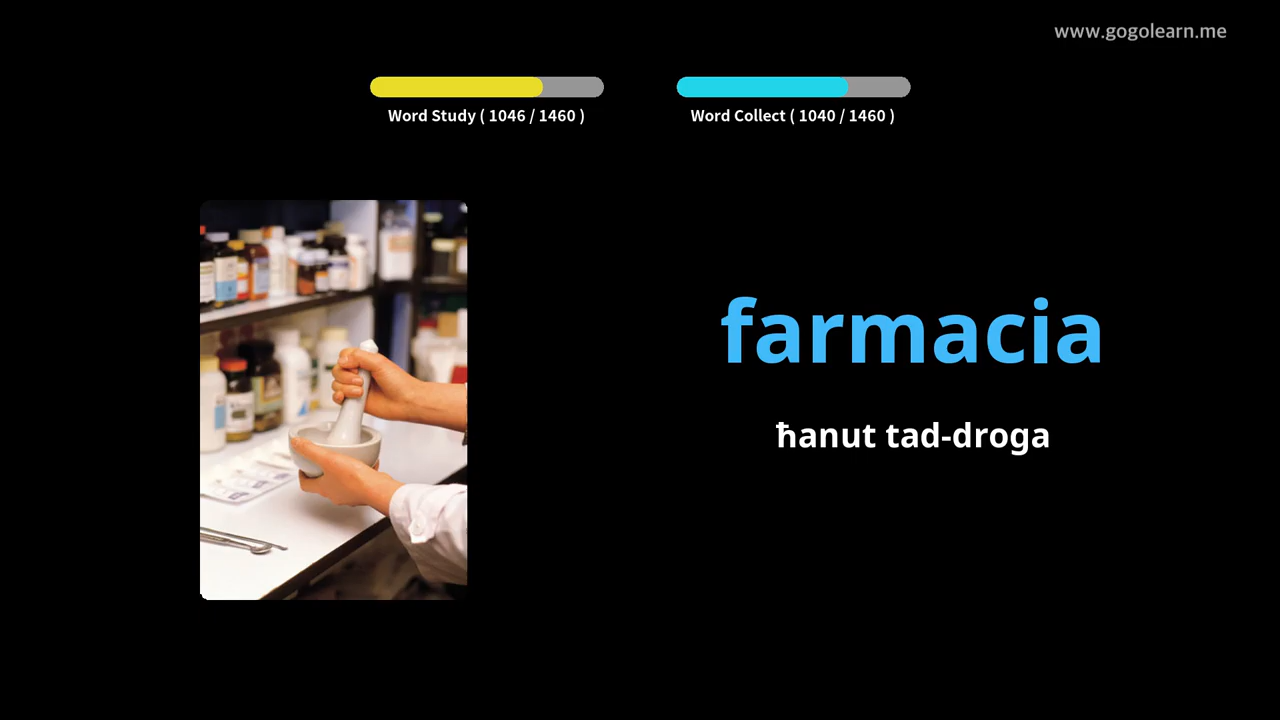 www.gogolearn.me
Word Study ( 1046 / 1460 )
Word Collect ( 1040 / 1460 )
farmacia
ħanut tad-droga